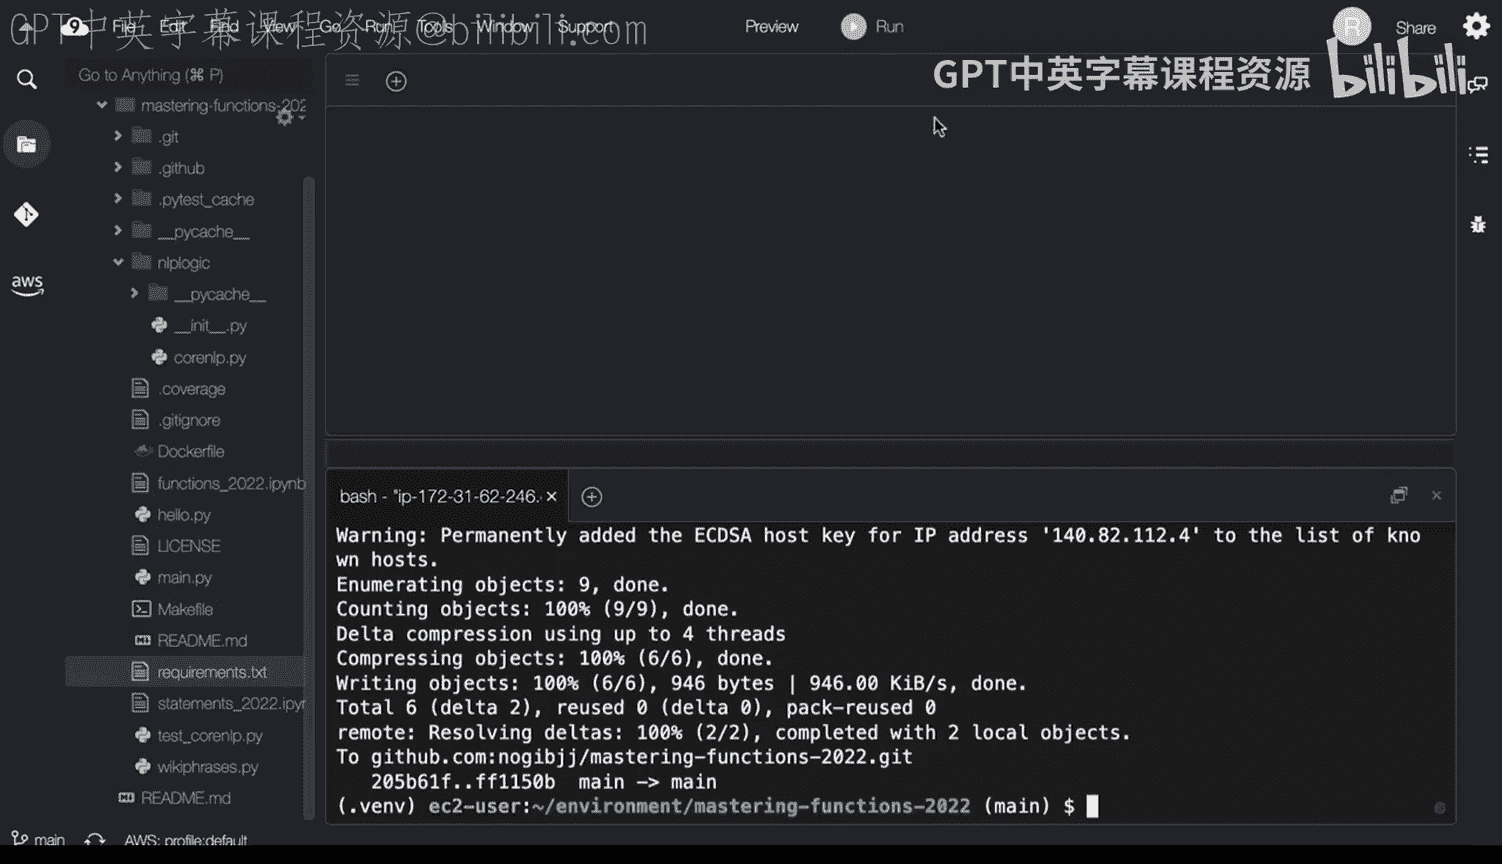 GPT中英字幕课程资源@bilibili.com
File Edit Find View Go Run Tools Window Support Preview Run R Share
GPT中英字幕课程资源 bilibili
Go to Anything (⌘ P)
mastering-functions-202
.git
.github
.pytest_cache
__pycache__
aws
nlplogic
__pycache__
__init__.py
corenlp.py
.coverage
.gitignore
Dockerfile
functions_2022.ipynb
hello.py
LICENSE
main.py
Makefile
README.md
requirements.txt
statements_2022.ipyr
test_corenlp.py
wikiphrases.py
README.md
main AWS: profile:default
bash - "ip-172-31-62-246.
Warning: Permanently added the ECDSA host key for IP address '140.82.112.4' to the list of kno
wn hosts.
Enumerating objects: 9, done.
Counting objects: 100% (9/9), done.
Delta compression using up to 4 threads
Compressing objects: 100% (6/6), done.
Writing objects: 100% (6/6), 946 bytes | 946.00 KiB/s, done.
Total 6 (delta 2), reused 0 (delta 0), pack-reused 0
remote: Resolving deltas: 100% (2/2), completed with 2 local objects.
To github.com:nogibjj/mastering-functions-2022.git
205b61f..ff1150b main -> main
(.venv) ec2-user:~/environment/mastering-functions-2022 (main) $